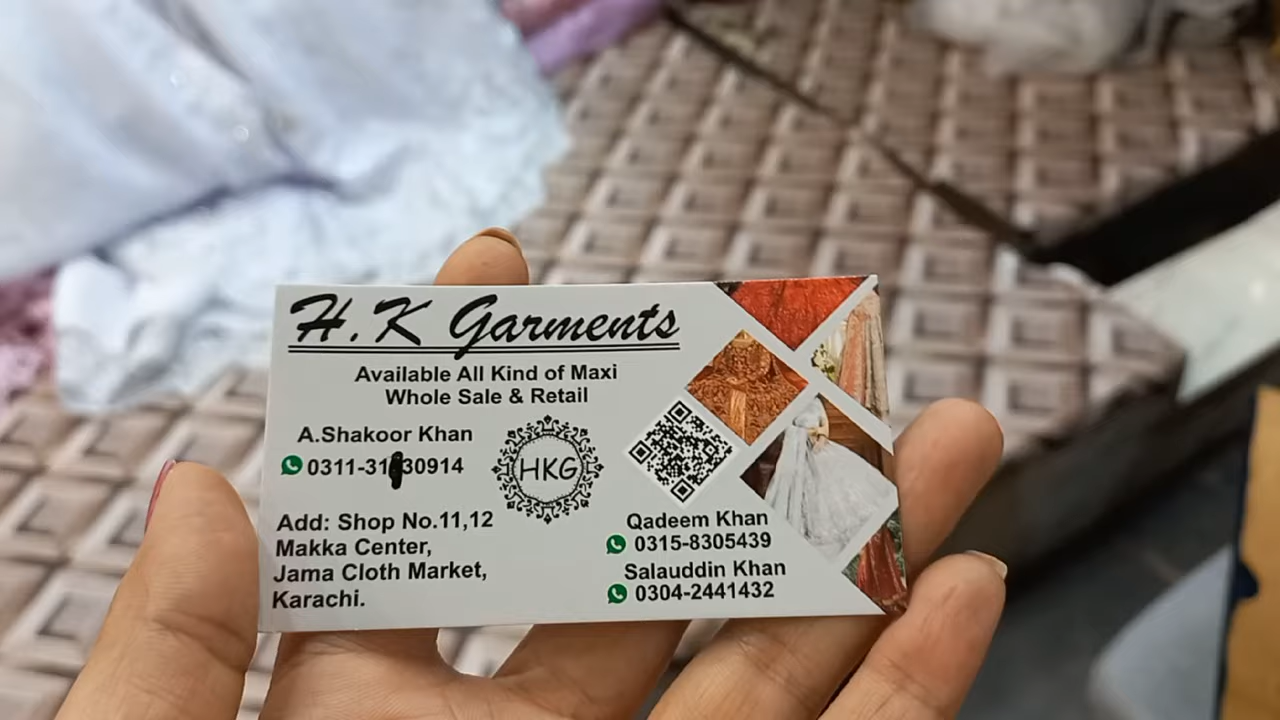 H.K Garments
Available All Kind of Maxi
Whole Sale & Retail
A.Shakoor Khan
HKG
Add: Shop No.11,12
Makka Center,
Jama Cloth Market,
Karachi.
Qadeem Khan
0315-8305439
Salauddin Khan
0304-2441432